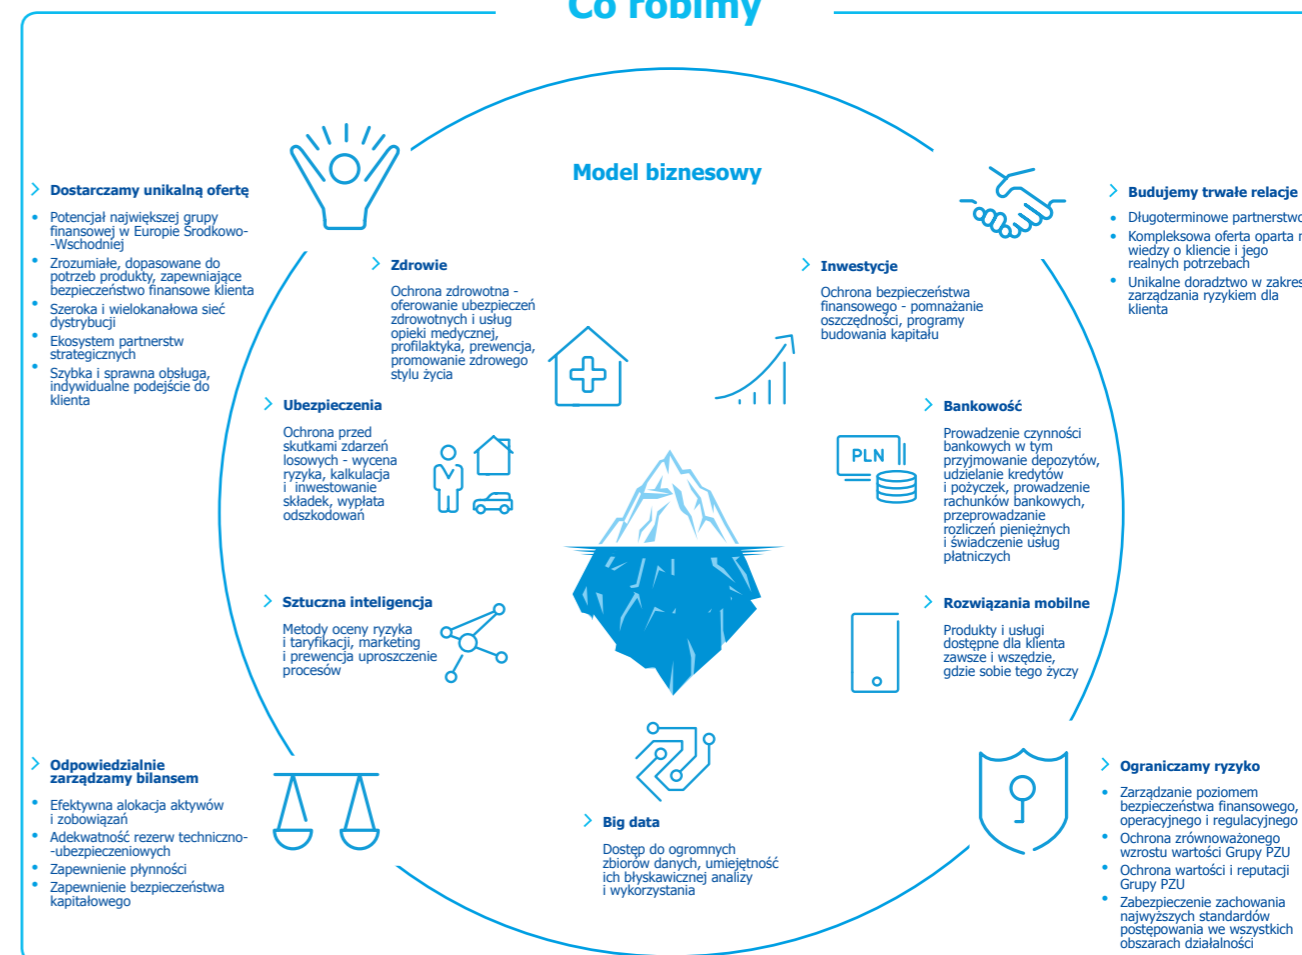 Co robimy
Model biznesowy
Dostarczamy unikalną ofertę
• Potencjał największej grupy
finansowej w Europie Środkowo-
-Wschodniej
• Zrozumiałe, dopasowane do
potrzeb produkty, zapewniające
bezpieczeństwo finansowe klienta
• Szeroka i wielokanałowa sieć
dystrybucji
• Ekosystem partnerstw
strategicznych
• Szybka i sprawna obsługa,
indywidualne podejście do
klienta
Budujemy trwałe relacje
• Długoterminowe partnerstwo
• Kompleksowa oferta oparta
wiedzy o kliencie i jego
realnych potrzebach
• Unikalne doradztwo w
zarządzania ryzykiem dla
klienta
Zdrowie
Ochrona zdrowotna -
oferowanie ubezpieczeń
zdrowotnych i usług
opieki medycznej,
profilaktyka, prewencja,
promowanie zdrowego
stylu życia
Inwestycje
Ochrona bezpieczeństwa
finansowego - pomnażanie
oszczędności, programy
budowania kapitału
Ubezpieczenia
Ochrona przed
skutkami zdarzeń
losowych - wycena
ryzyka, kalkulacja
i inwestowanie
składek, wypłata
odszkodowań
PLN
Bankowość
Prowadzenie czynności
bankowych w tym
przyjmowanie depozytów,
udzielanie kredytów
i pożyczek, prowadzenie
rachunków bankowych,
przeprowadzanie
rozliczeń pieniężnych
i świadczenie usług
płatniczych
Sztuczna inteligencja
Metody oceny ryzyka
i taryfikacji, marketing
i prewencja uproszczenie
procesów
Rozwiązania mobilne
Produkty i usługi
dostępne dla klienta
zawsze i wszędzie,
gdzie sobie tego życzy
Big data
Dostęp do ogromnych
zbiorów danych, umiejętność
ich błyskawicznej analizy
i wykorzystania
Odpowiedzialnie
zarządzamy bilansem
• Efektywna alokacja aktywów
i zobowiązań
• Adekwatność rezerw techniczno-
-ubezpieczeniowych
• Zapewnienie płynności
• Zapewnienie bezpieczeństwa
kapitałowego
Ograniczamy ryzyko
• Zarządzanie poziomem
bezpieczeństwa finansowego,
operacyjnego i regulacyjnego
• Ochrona zrównoważonego
wzrostu wartości Grupy PZU
• Ochrona wartości i reputacji
Grupy PZU
• Zabezpieczenie zachowania
najwyższych standardów
postępowania we wszystkich
obszarach działalności